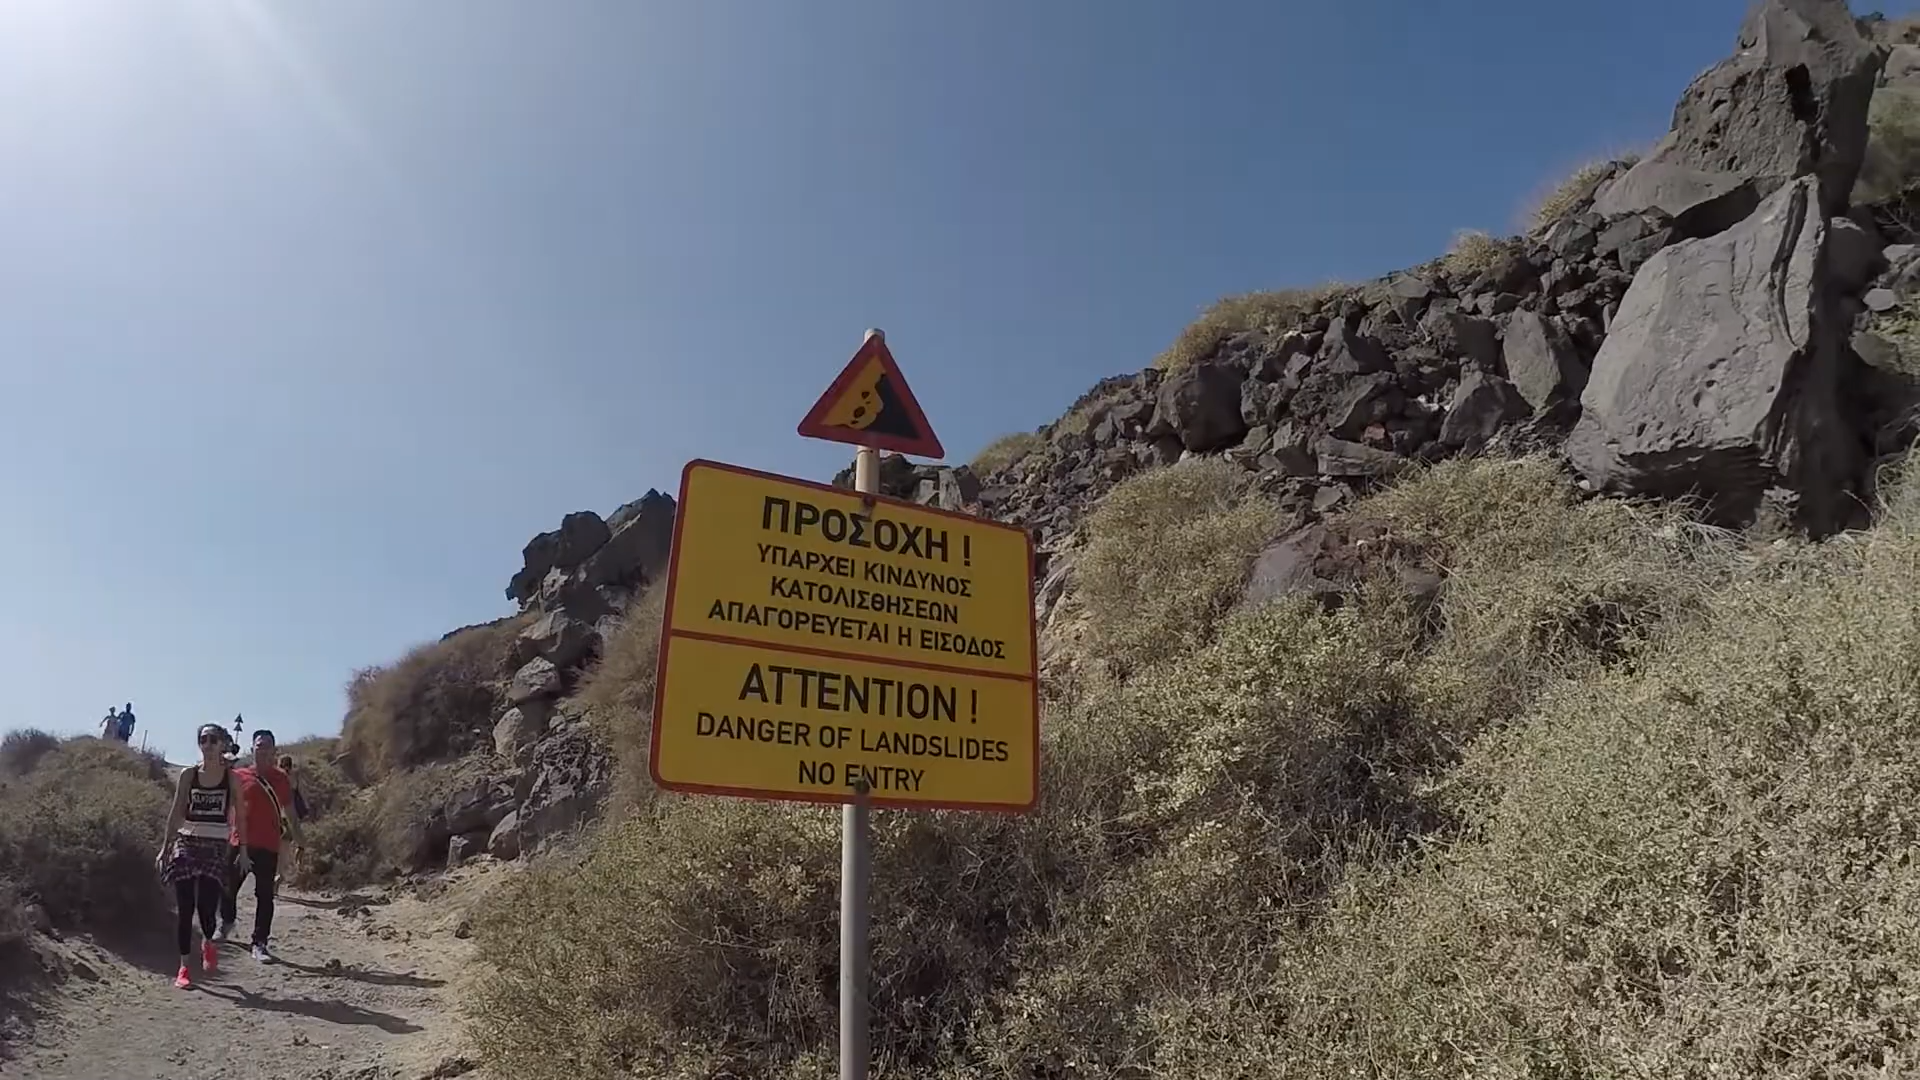 ΠΡΟΣΟΧΗ !
ΥΠΑΡΧΕΙ ΚΙΝΔΥΝΟΣ
ΚΑΤΟΛΙΣΘΗΣΕΩΝ
ΑΠΑΓΟΡΕΥΕΤΑΙ Η ΕΙΣΟΔΟΣ
ATTENTION !
DANGER OF LANDSLIDES
NO ENTRY